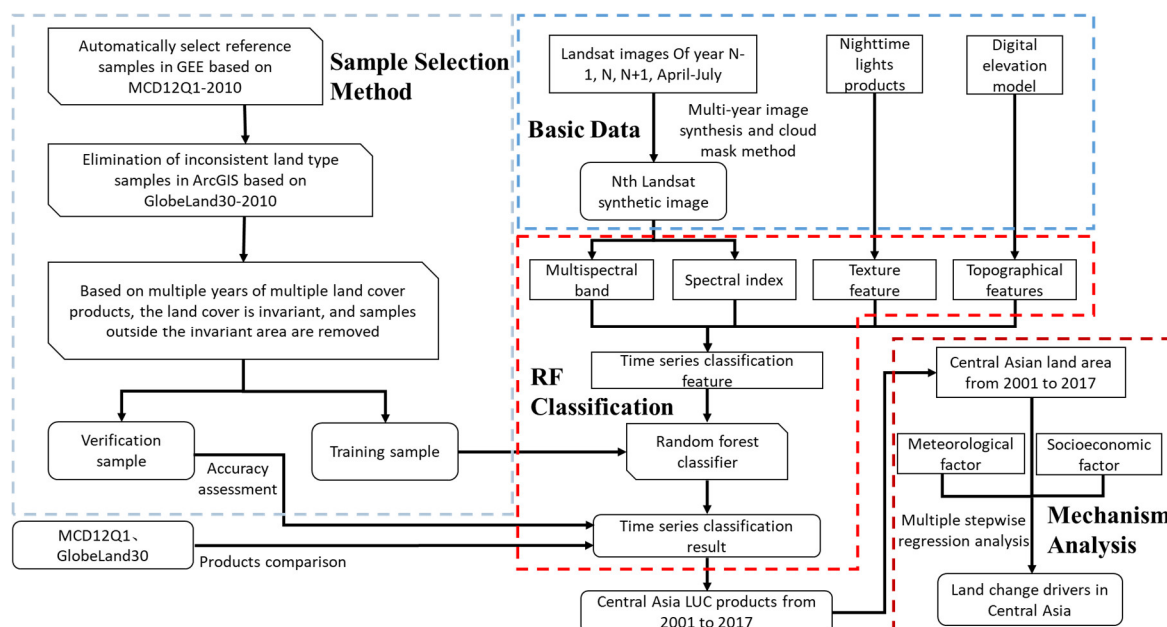 Automatically select reference
samples in GEE based on
MCD12Q1-2010
Sample Selection
Method
Elimination of inconsistent land type
samples in ArcGIS based on
GlobeLand30-2010
Based on multiple years of multiple land cover
products, the land cover is invariant, and samples
outside the invariant area are removed
Verification
sample
Training sample
Accuracy
assessment
MCD12Q1、
GlobeLand30
Products comparison
Landsat images Of year N-
1, N, N+1, April-July
Nighttime
lights
products
Digital
elevation
model
Basic Data
Multi-year image
synthesis and cloud
mask method
Nth Landsat
synthetic image
Multispectral
band
Spectral index
Texture
feature
Topographical
features
Time series classification
feature
RF
Classification
Random forest
classifier
Time series classification
result
Central Asia LUC products from
2001 to 2017
Central Asian land area
from 2001 to 2017
Meteorological
factor
Socioeconomic
factor
Multiple stepwise
regression analysis
Mechanism
Analysis
Land change drivers in
Central Asia